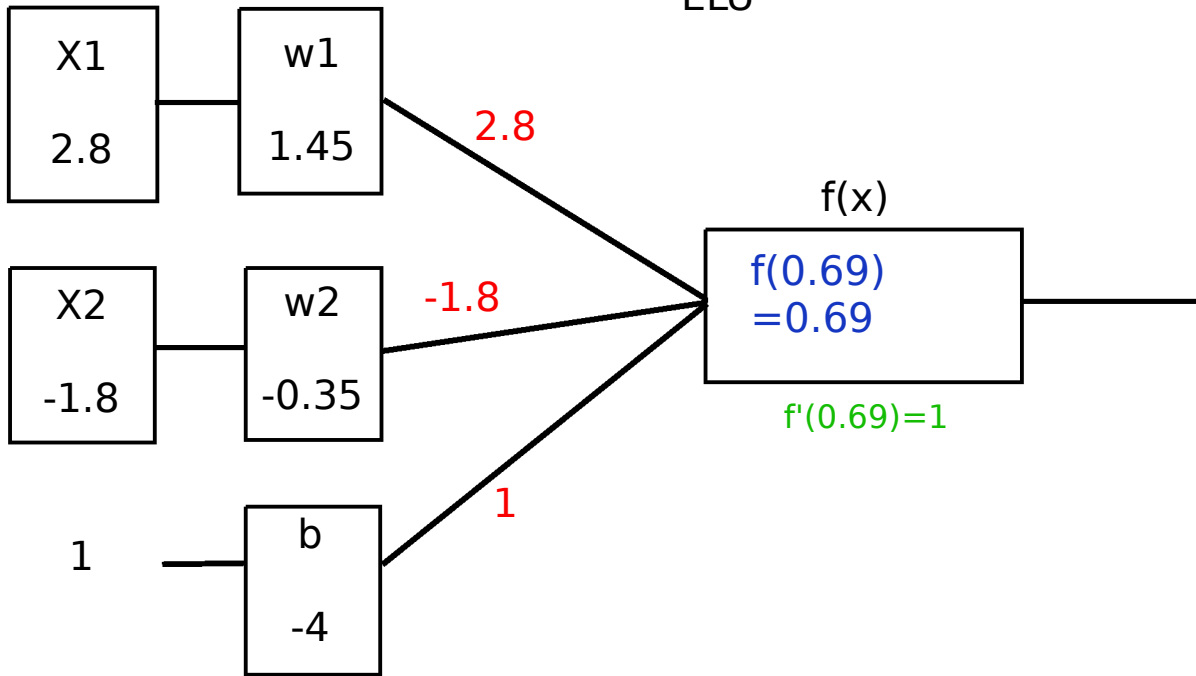 ELU
X1
2.8
w1
1.45
2.8
f(x)
f(0.69)
=0.69
f'(0.69)=1
X2
-1.8
w2
-0.35
-1.8
1
b
-4
1